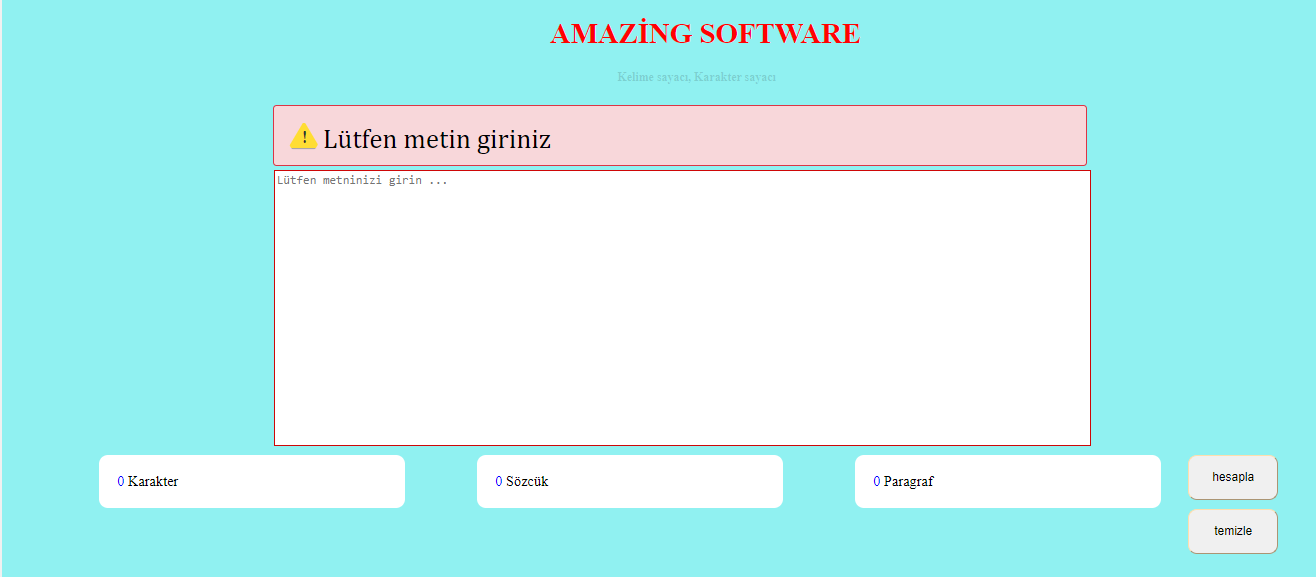 AMAZİNG SOFTWARE
Kelime sayacı, Karakter sayacı
Lütfen metin giriniz
Lütfen metninizi girin ...
0 Karakter
0 Sözcük
0 Paragraf
hesapla
temizle